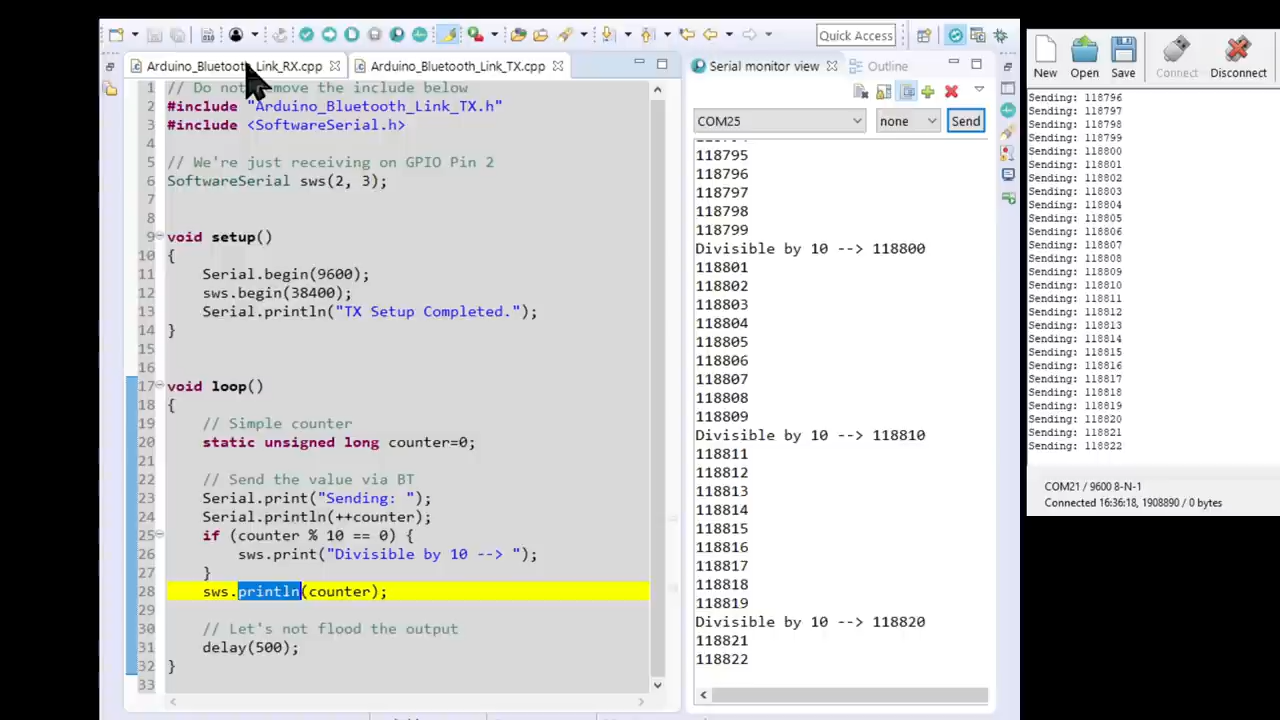 Quick Access
Arduino_Bluetooth_Link_RX.cpp
Arduino_Bluetooth_Link_TX.cpp
1 // Do not move the include below
2 #include "Arduino_Bluetooth_Link_TX.h"
3 #include <SoftwareSerial.h>
4
5 // We're just receiving on GPIO Pin 2
6 SoftwareSerial sws(2, 3);
7
8
9 void setup()
10 {
11 Serial.begin(9600);
12 sws.begin(38400);
13 Serial.println("TX Setup Completed.");
14 }
15
16
17 void loop()
18 {
19 // Simple counter
20 static unsigned long counter=0;
21
22 // Send the value via BT
23 Serial.print("Sending: ");
24 Serial.println(++counter);
25 if (counter % 10 == 0) {
26 sws.print("Divisible by 10 --> ");
27 }
28 sws.println(counter);
29
30 // Let's not flood the output
31 delay(500);
32 }
33
Serial monitor view
Outline
COM25
none
Send
118795
118796
118797
118798
118799
Divisible by 10 --> 118800
118801
118802
118803
118804
118805
118806
118807
118808
118809
Divisible by 10 --> 118810
118811
118812
118813
118814
118815
118816
118817
118818
118819
Divisible by 10 --> 118820
118821
118822
New Open Save Connect Disconnect
Sending: 118796
Sending: 118797
Sending: 118798
Sending: 118799
Sending: 118800
Sending: 118801
Sending: 118802
Sending: 118803
Sending: 118804
Sending: 118805
Sending: 118806
Sending: 118807
Sending: 118808
Sending: 118809
Sending: 118810
Sending: 118811
Sending: 118812
Sending: 118813
Sending: 118814
Sending: 118815
Sending: 118816
Sending: 118817
Sending: 118818
Sending: 118819
Sending: 118820
Sending: 118821
Sending: 118822
COM21 / 9600 8-N-1
Connected 16:36:18, 1908890 / 0 bytes